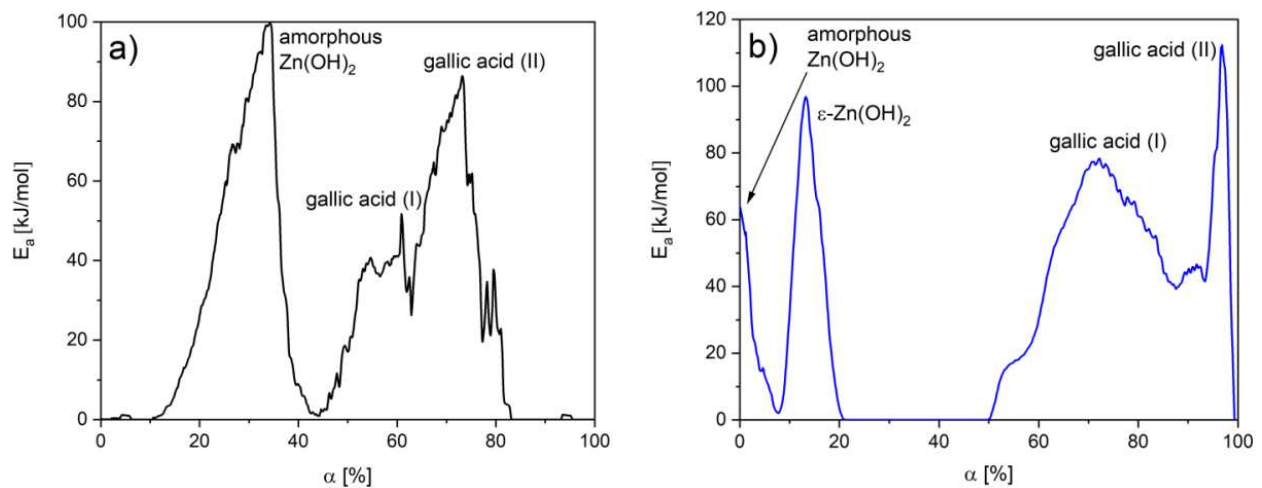 a)
amorphous
Zn(OH)₂
gallic acid (II)
gallic acid (I)
100
80
60
40
20
0
Eₐ [kJ/mol]
0 20 40 60 80 100
α [%]
b)
amorphous
Zn(OH)₂
ε-Zn(OH)₂
gallic acid (I)
gallic acid (II)
120
100
80
60
40
20
0
Eₐ [kJ/mol]
0 20 40 60 80 100
α [%]